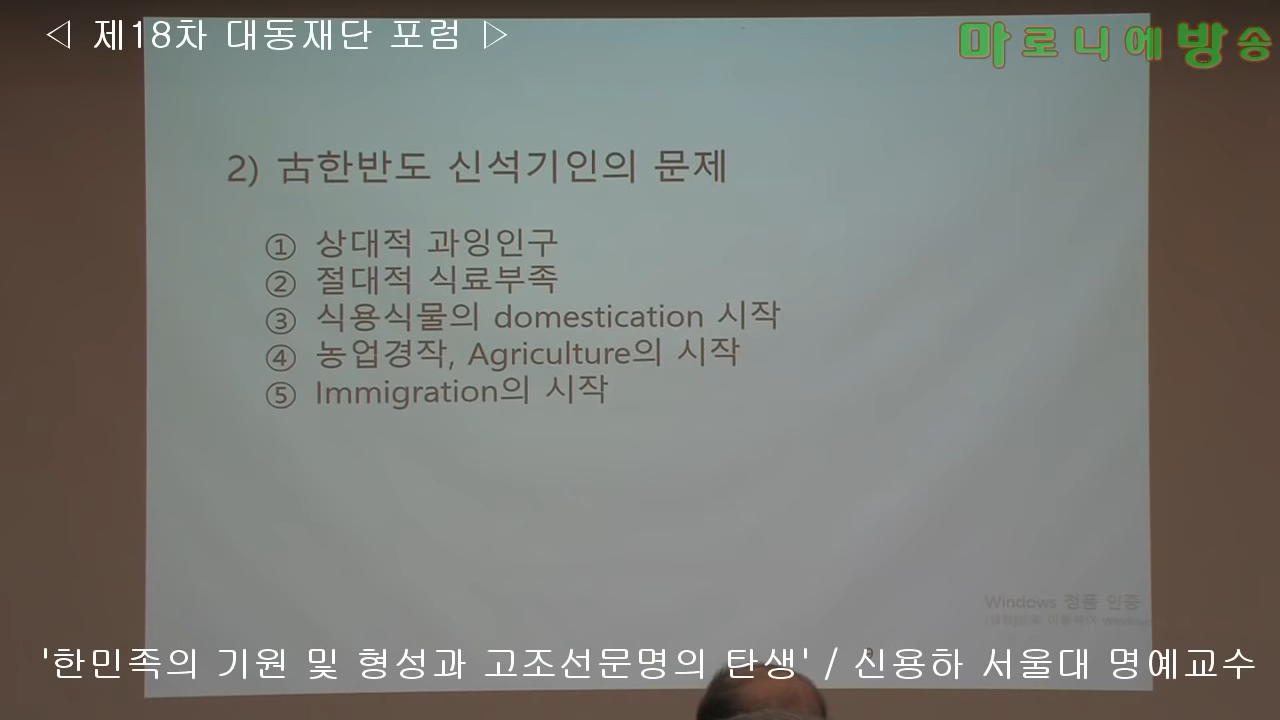 ◁ 제18차 대동재단 포럼 ▷
마로니에방송
2) 古한반도 신석기인의 문제
① 상대적 과잉인구
② 절대적 식료부족
③ 식용식물의 domestication 시작
④ 농업경작, Agriculture의 시작
⑤ Immigration의 시작
Windows 정품 인증
'한민족의 기원 및 형성과 고조선문명의 탄생' / 신용하 서울대 명예교수